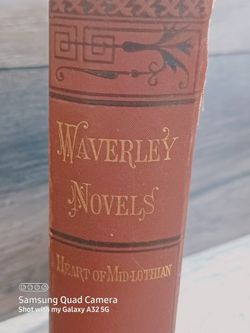 WAVERLEY
NOVELS
HEART OF MID-LOTHIAN
Samsung Quad Camera
Shot with my Galaxy A32 5G